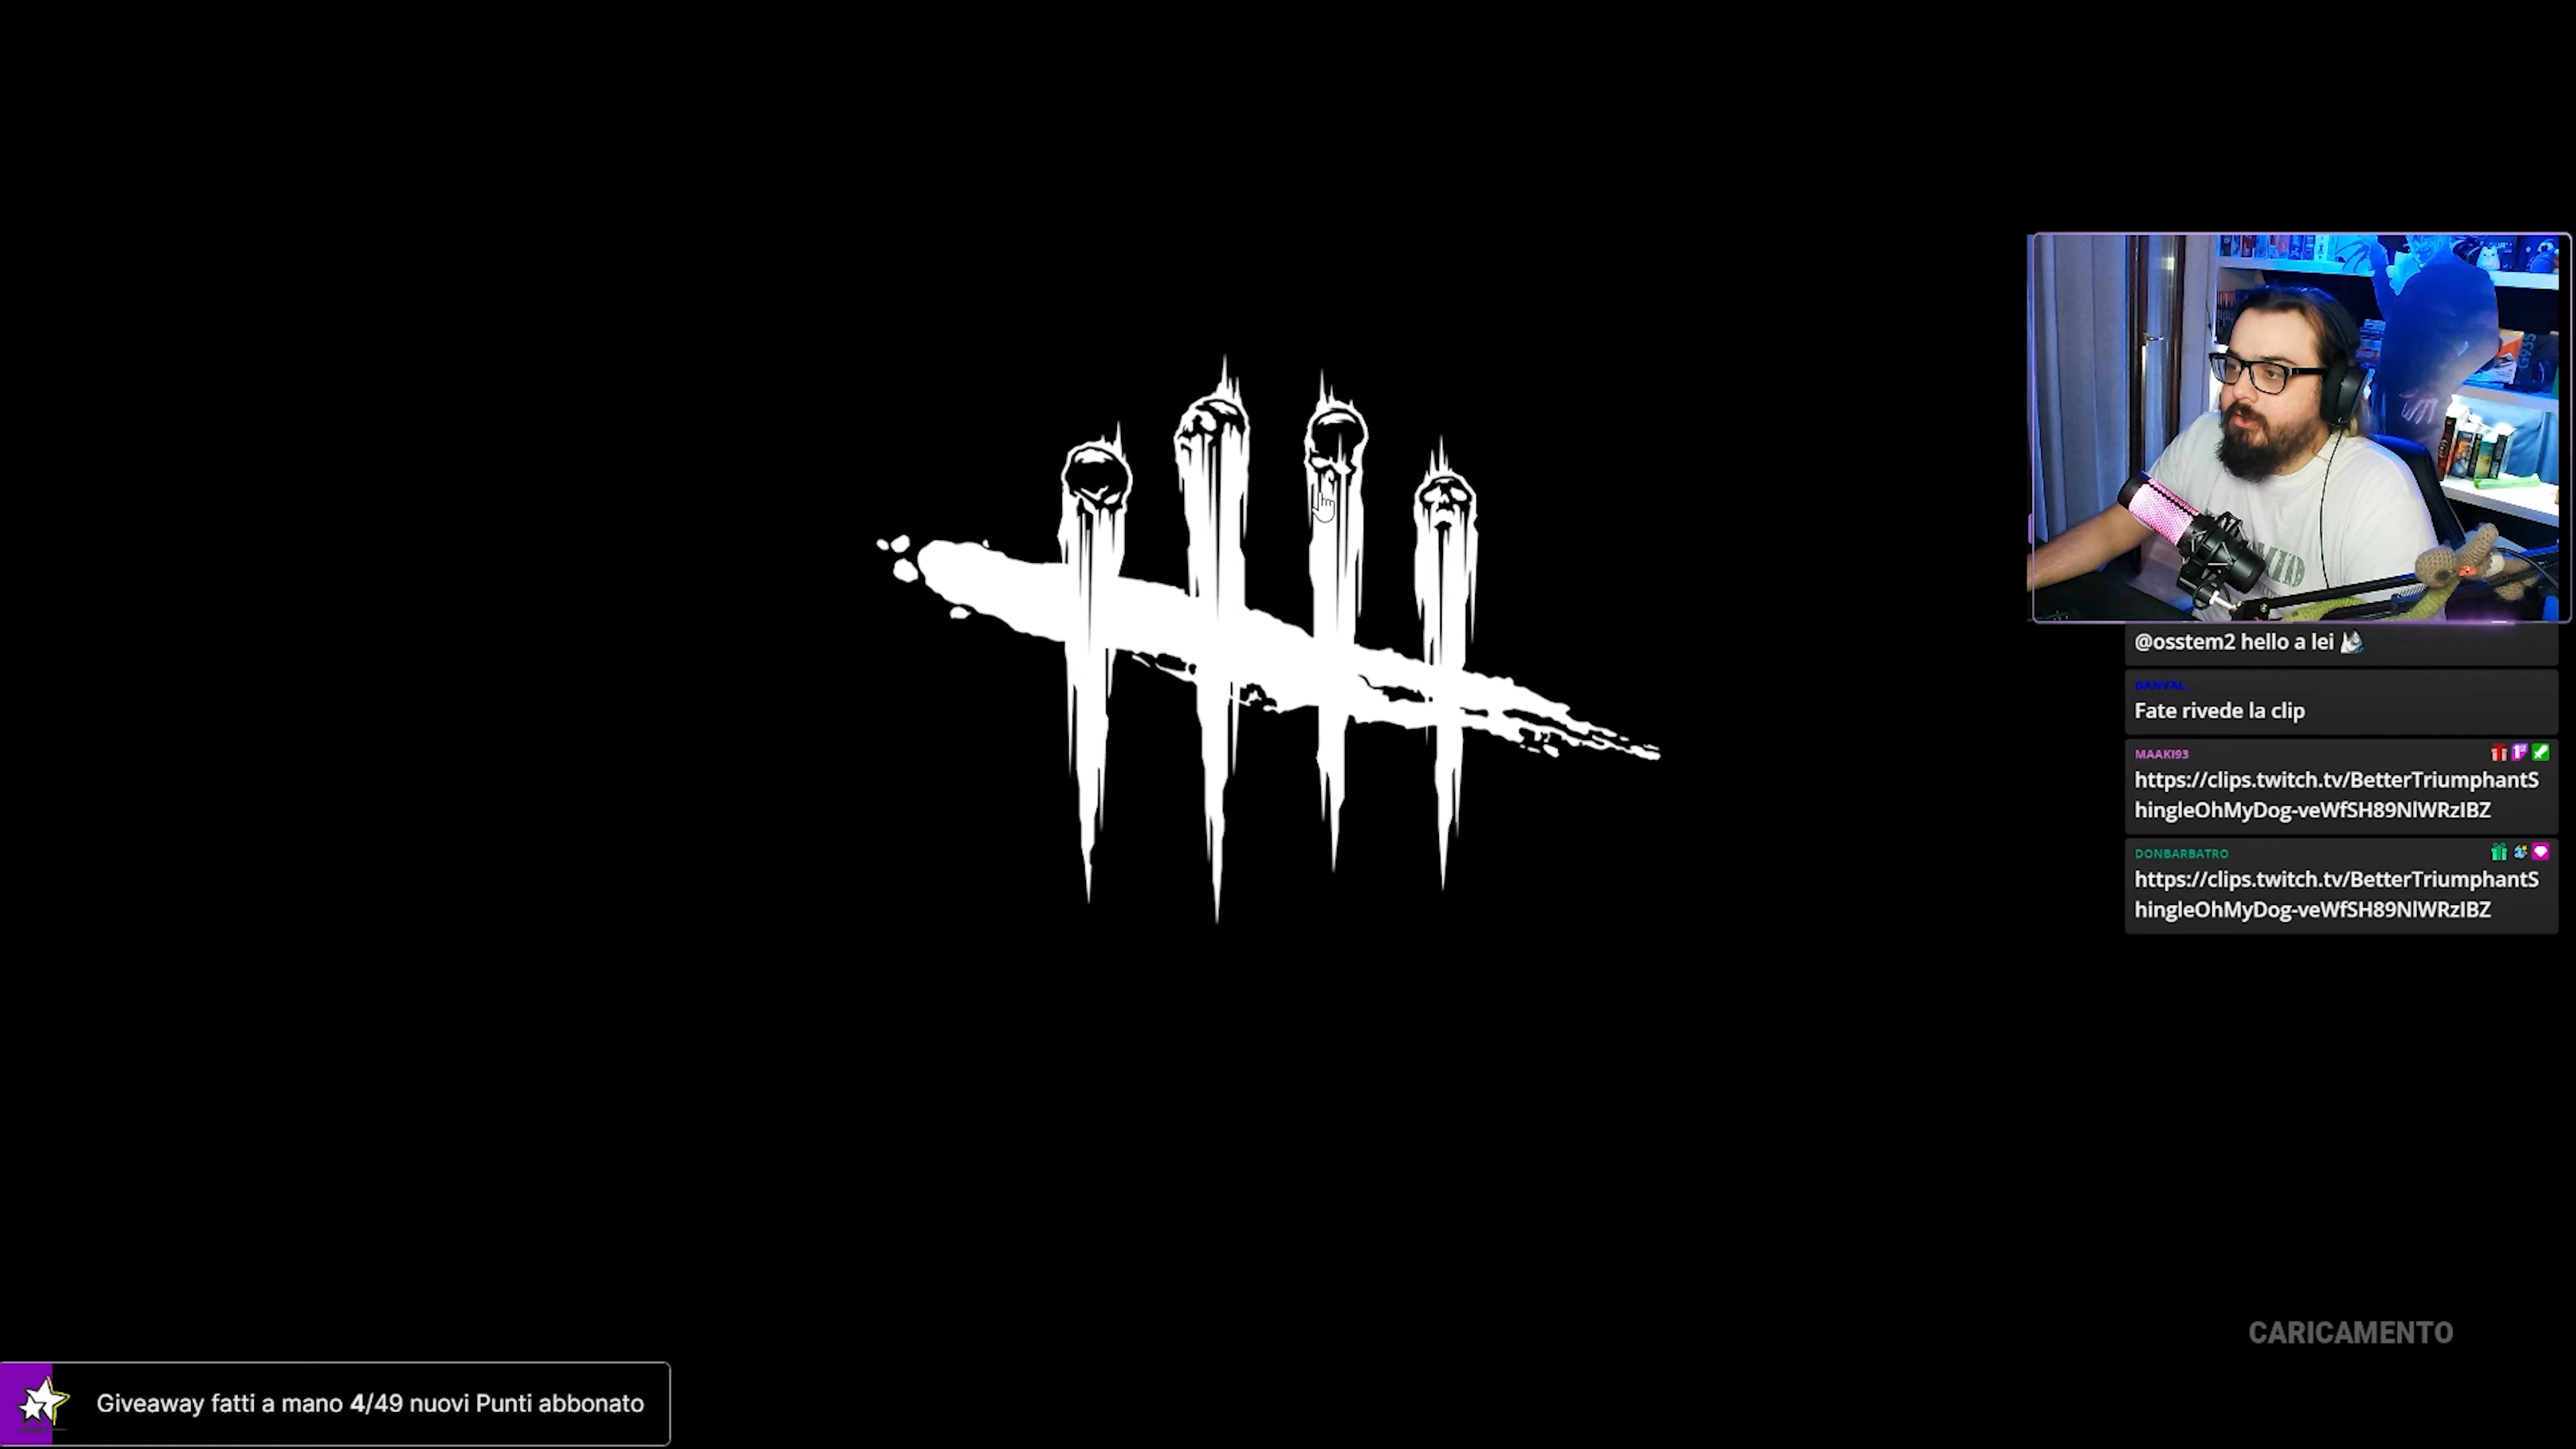 @osstem2 hello a lei
DANVAL_
Fate rivede la clip
MAAKI93
https://clips.twitch.tv/BetterTriumphantS
hingleOhMyDog-veWfSH89NlWRzIBZ
DONBARBATRO
https://clips.twitch.tv/BetterTriumphantS
hingleOhMyDog-veWfSH89NlWRzIBZ
CARICAMENTO
Giveaway fatti a mano 4/49 nuovi Punti abbonato